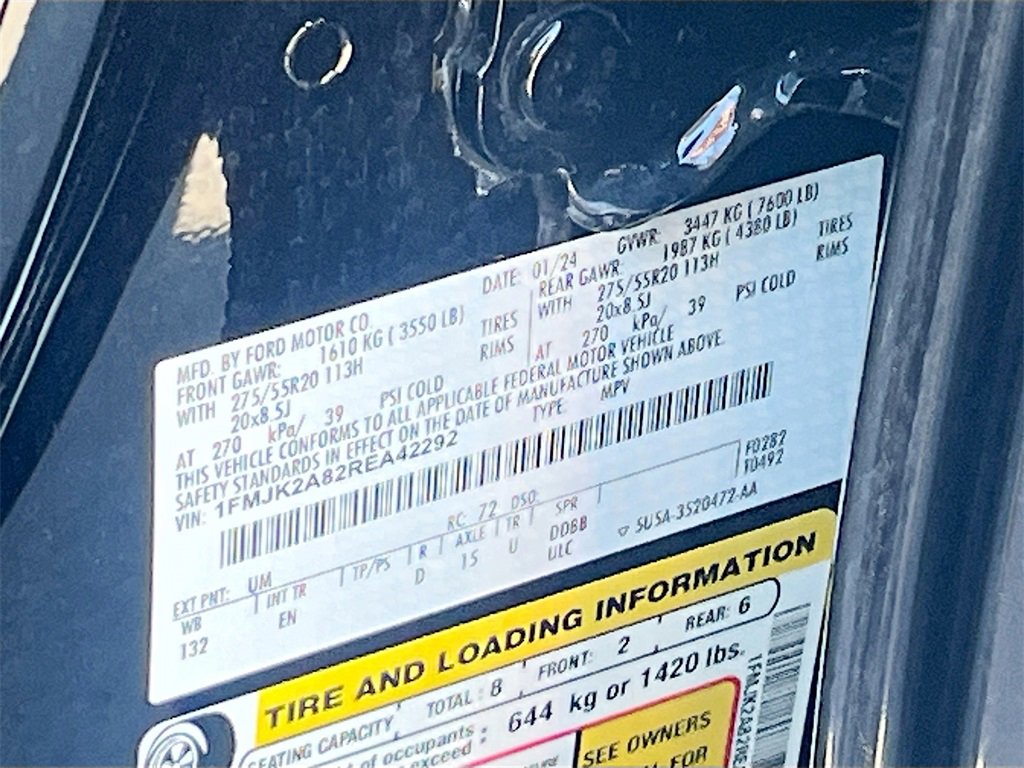 MFD. BY FORD MOTOR CO. DATE: 01/24 GVWR: 3447 KG ( 7600 LB)
FRONT GAWR: 1610 KG ( 3550 LB) REAR GAWR: 1987 KG ( 4380 LB)
WITH 275/55R20 113H TIRES WITH 275/55R20 113H TIRES
20x8.5J RIMS 20x8.5J RIMS
AT 270 kPa/ 39 PSI COLD AT 270 kPa/ 39 PSI COLD
THIS VEHICLE CONFORMS TO ALL APPLICABLE FEDERAL MOTOR VEHICLE
SAFETY STANDARDS IN EFFECT ON THE DATE OF MANUFACTURE SHOWN ABOVE.
VIN: 1FMJK2A82REA42292 TYPE: MPV
F0282
T0492
EXT PNT: UM RC: 72 DSO:
WB INT TR TP/PS R AXLE TR SPR
132 EN D 15 U DDBB
ULC
5USA-3520472-AA
TIRE AND LOADING INFORMATION
SEATING CAPACITY TOTAL: 8 FRONT: 2 REAR: 6
of occupants
exceed : 644 kg or 1420 lbs.
SEE OWNERS
FOR